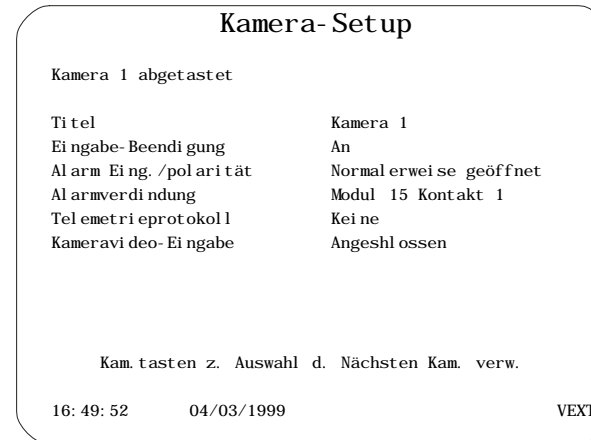 Kamera-Setup
Kamera 1 abgetastet
Titel Kamera 1
Eingabe-Beendigung An
Alarm Eing./polarität Normalerweise geöffnet
Alarmverdindung Modul 15 Kontakt 1
Telemetrieprotokoll Keine
Kameravideo-Eingabe Angeshlossen
Kam.tasten z. Auswahl d. Nächsten Kam. verw.
16:49:52 04/03/1999 VEXT